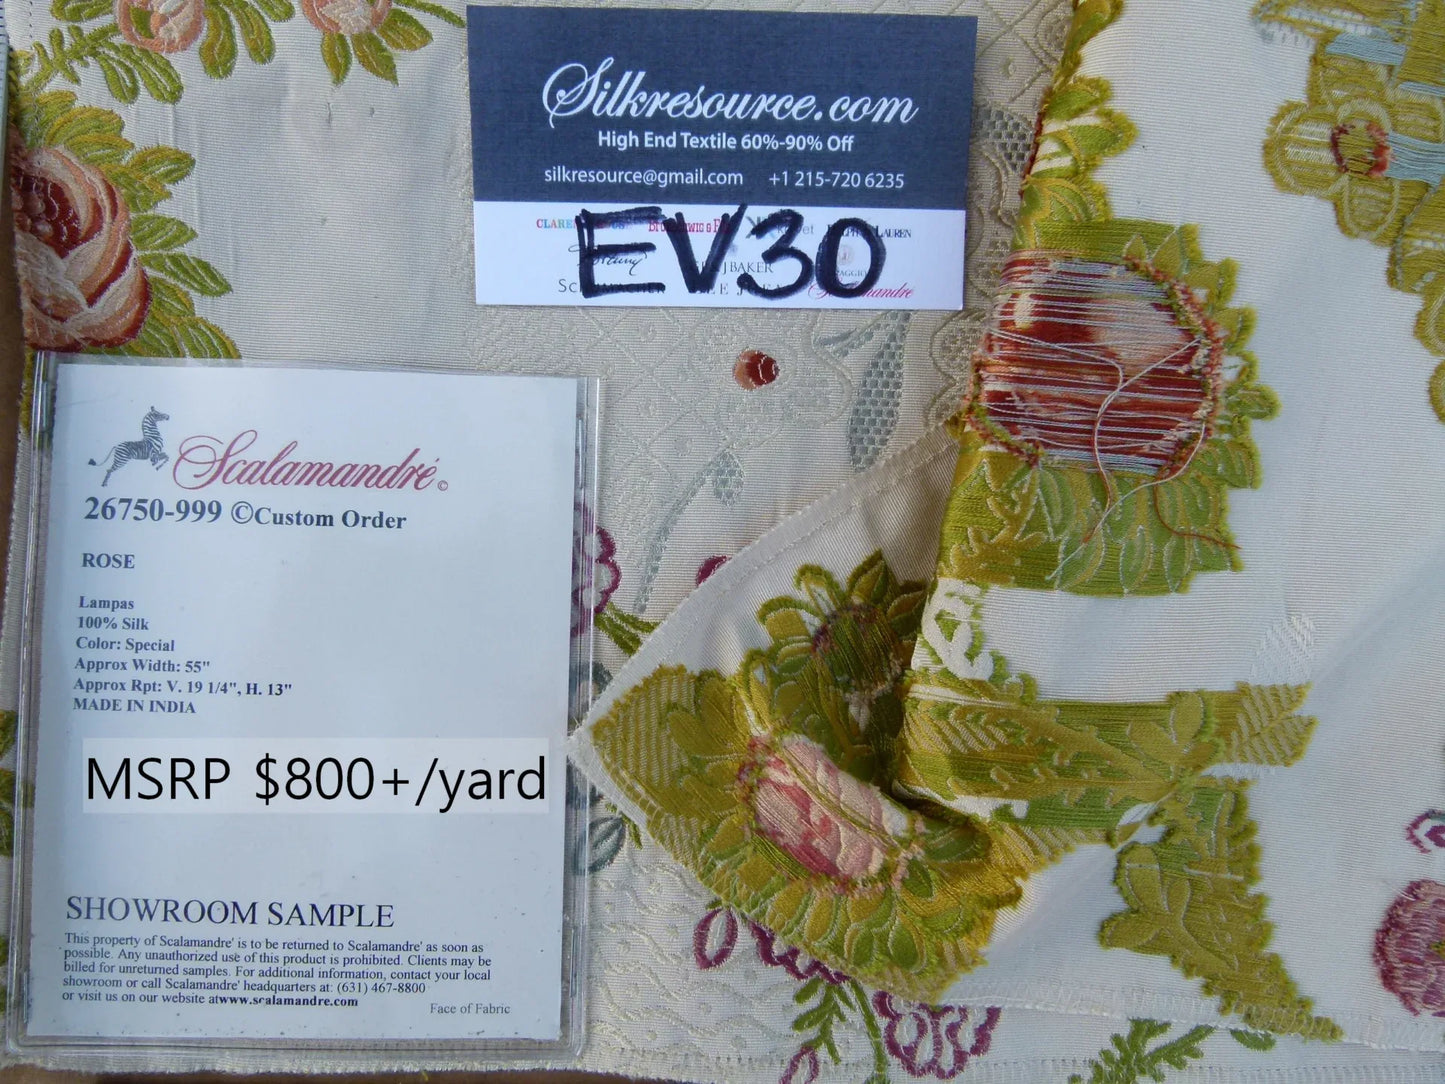 Silkresource.com
High End Textile 60%-90% Off
silkresource@gmail.com +1 215-720 6235
EV.30
BAKER
LAUREN
Scalamandré©
26750-999 ©Custom Order
ROSE
Lampas
100% Silk
Color: Special
Approx Width: 55"
Approx Rpt: V. 19 1/4", H. 13"
MADE IN INDIA
MSRP $800+/yard
SHOWROOM SAMPLE
This property of Scalamandre' is to be returned to Scalamandre' as soon as
possible. Any unauthorized use of this product is prohibited. Clients may be
billed for unreturned samples. For additional information, contact your local
showroom or call Scalamandre' headquarters at: (631) 467-8800
or visit us on our website atwww.scalamandre.com
Face of Fabric